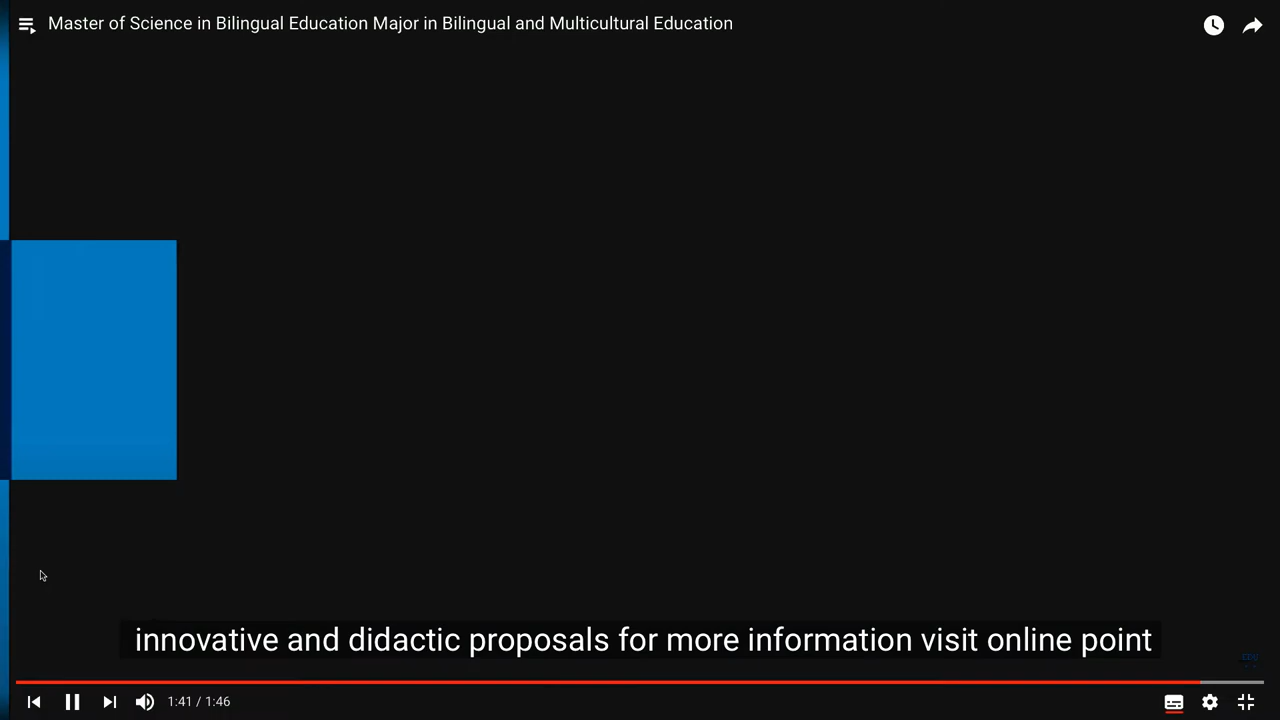 Master of Science in Bilingual Education Major in Bilingual and Multicultural Education
innovative and didactic proposals for more information visit online point
1:41 / 1:46